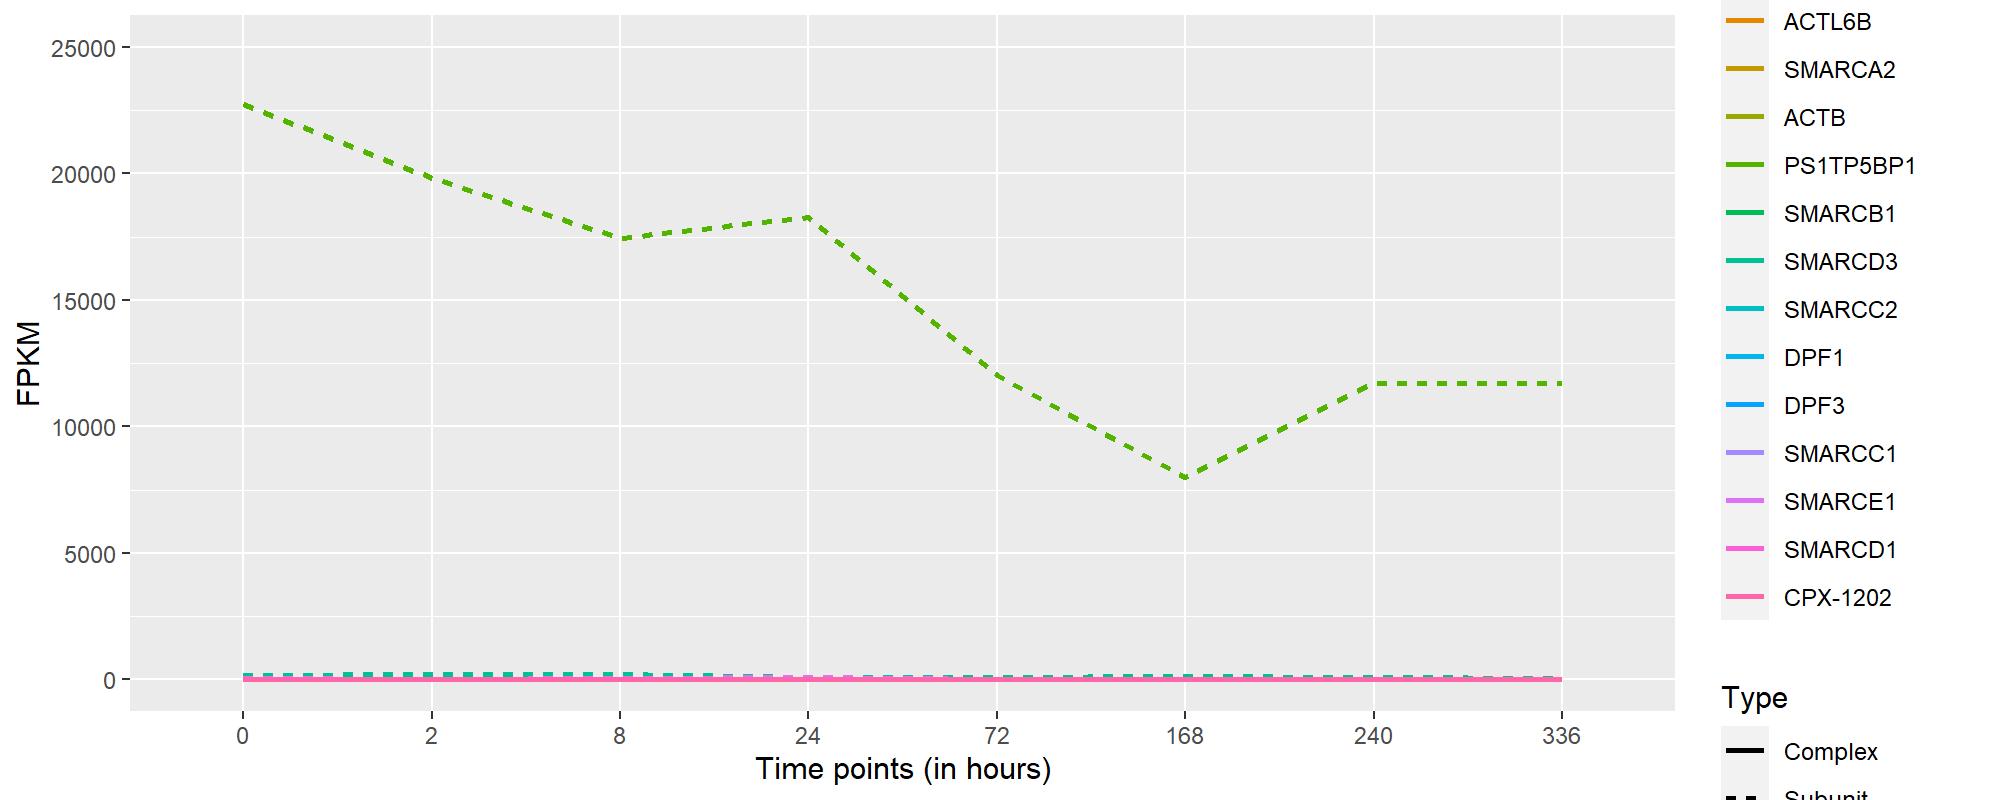 25000
20000
15000
10000
5000
0
FPKM
0 2 8 24 72 168 240 336
Time points (in hours)
ACTL6B
SMARCA2
ACTB
PS1TP5BP1
SMARCB1
SMARCD3
SMARCC2
DPF1
DPF3
SMARCC1
SMARCE1
SMARCD1
CPX-1202
Type
Complex
Subunit